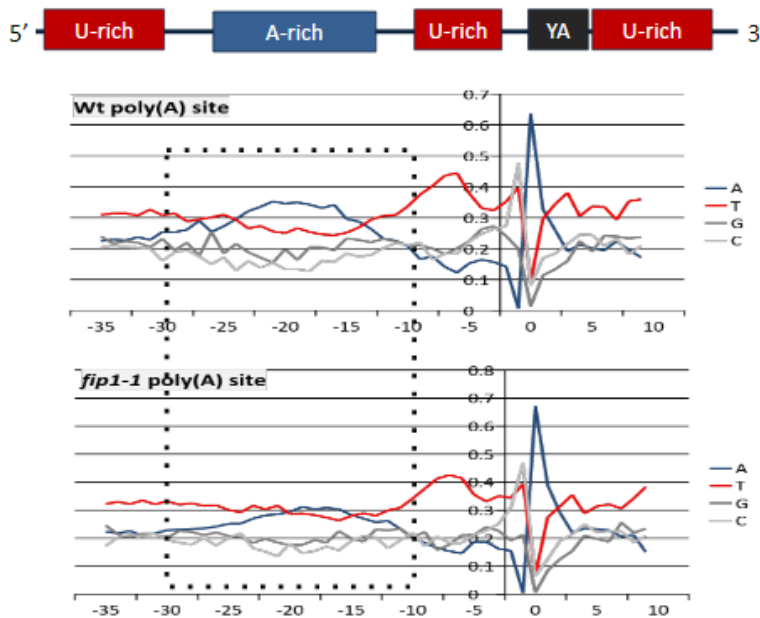 5′ U-rich A-rich U-rich YA U-rich 3
0.7
Wt poly(A) site
0.6
0.5
0.4
0.3
0.2
0.1
0
A
T
G
C
-35 -30 -25 -20 -15 -10 -5 0 5 10
0.8
fip1-1 poly(A) site
0.7
0.6
0.5
0.4
0.3
0.2
0.1
0
A
T
G
C
-35 -30 -25 -20 -15 -10 -5 0 5 10